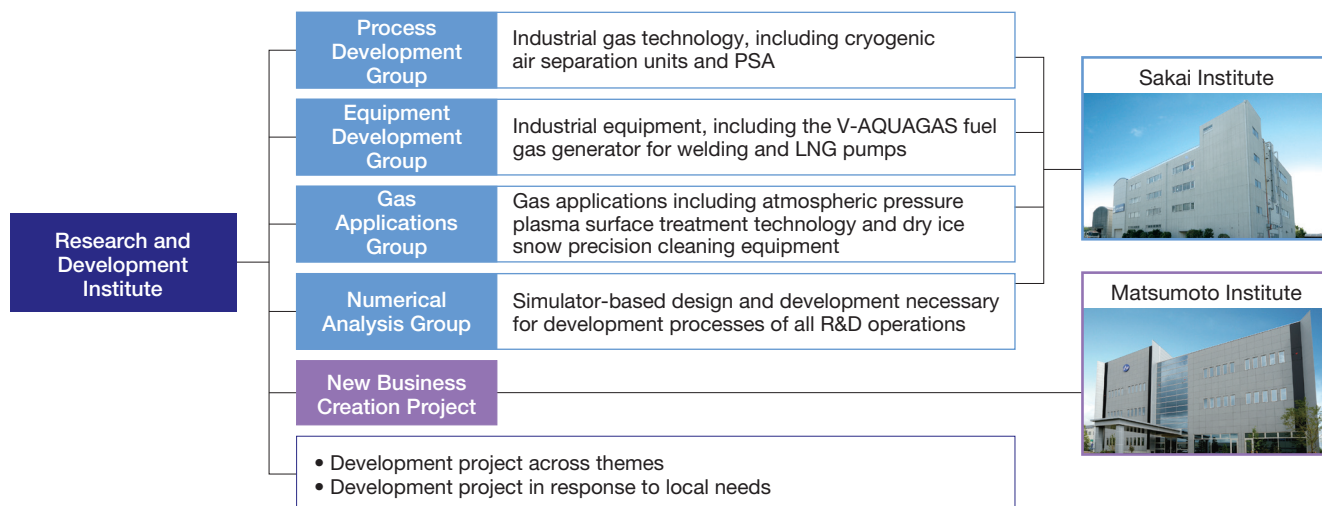 Research and
Development
Institute
Process
Development
Group
Industrial gas technology, including cryogenic
air separation units and PSA
Equipment
Development
Group
Industrial equipment, including the V-AQUAGAS fuel
gas generator for welding and LNG pumps
Gas
Applications
Group
Gas applications including atmospheric pressure
plasma surface treatment technology and dry ice
snow precision cleaning equipment
Numerical
Analysis Group
Simulator-based design and development necessary
for development processes of all R&D operations
New Business
Creation Project
• Development project across themes
• Development project in response to local needs
Sakai Institute
Matsumoto Institute